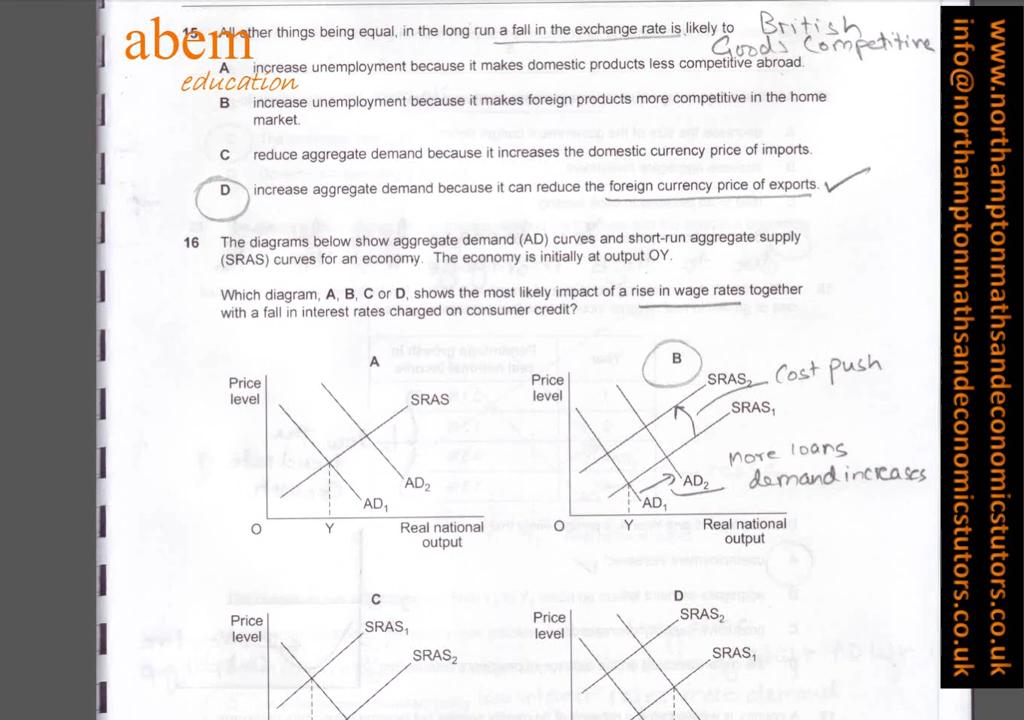 abem
education
15 All other things being equal, in the long run a fall in the exchange rate is likely to
British
Goods Competitive
A increase unemployment because it makes domestic products less competitive abroad.
B increase unemployment because it makes foreign products more competitive in the home
market.
C reduce aggregate demand because it increases the domestic currency price of imports.
D increase aggregate demand because it can reduce the foreign currency price of exports.
16 The diagrams below show aggregate demand (AD) curves and short-run aggregate supply
(SRAS) curves for an economy. The economy is initially at output OY.
Which diagram, A, B, C or D, shows the most likely impact of a rise in wage rates together
with a fall in interest rates charged on consumer credit?
A
Price
level
SRAS
AD2
AD1
O
Y
Real national
output
B
Price
level
SRAS2
Cost push
SRAS1
More loans
demand increases
AD2
AD1
O
Y
Real national
output
C
Price
level
SRAS1
SRAS2
D
Price
level
SRAS2
SRAS1
www.northamptonmathsandeconomicstutors.co.uk
info@northamptonmathsandeconomicstutors.co.uk